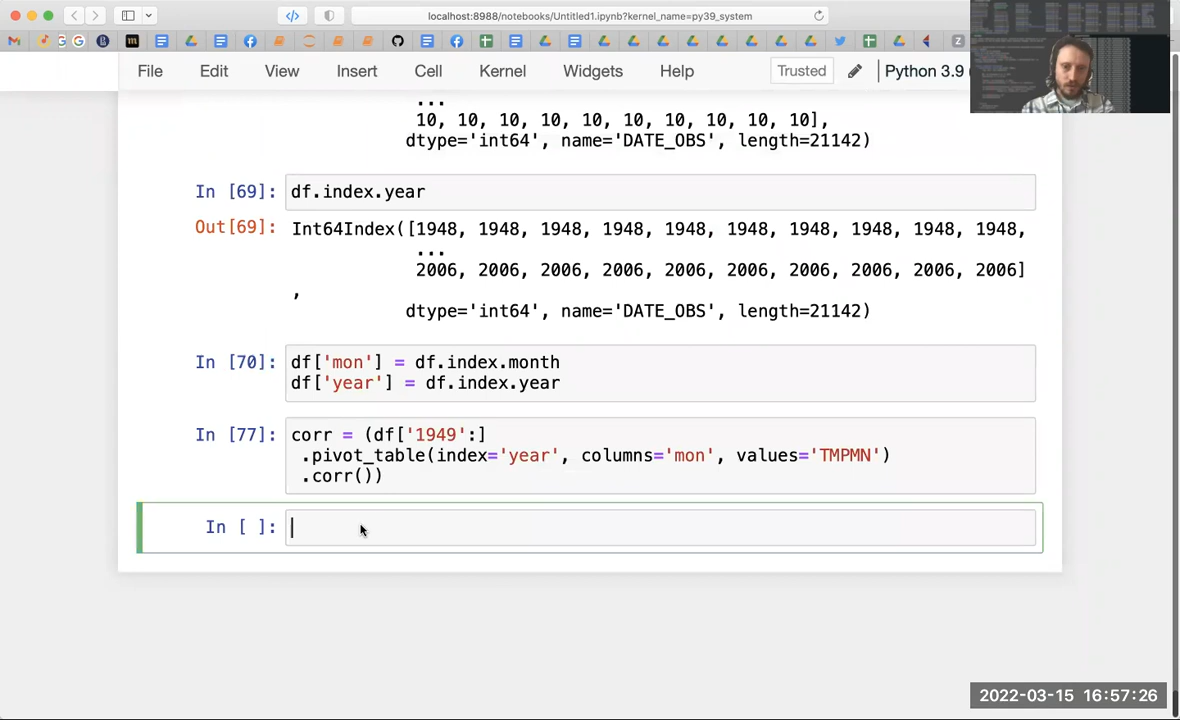 localhost:8988/notebooks/Untitled1.ipynb?kernel_name=py39_system
File Edit View Insert Cell Kernel Widgets Help Trusted Python 3.9
...
10, 10, 10, 10, 10, 10, 10, 10, 10, 10],
dtype='int64', name='DATE_OBS', length=21142)
In [69]: df.index.year
Out[69]: Int64Index([1948, 1948, 1948, 1948, 1948, 1948, 1948, 1948, 1948, 1948,
...
2006, 2006, 2006, 2006, 2006, 2006, 2006, 2006, 2006, 2006]
,
dtype='int64', name='DATE_OBS', length=21142)
In [70]: df['mon'] = df.index.month
df['year'] = df.index.year
In [77]: corr = (df['1949':]
.pivot_table(index='year', columns='mon', values='TMPMN')
.corr())
In [ ]:
2022-03-15 16:57:26